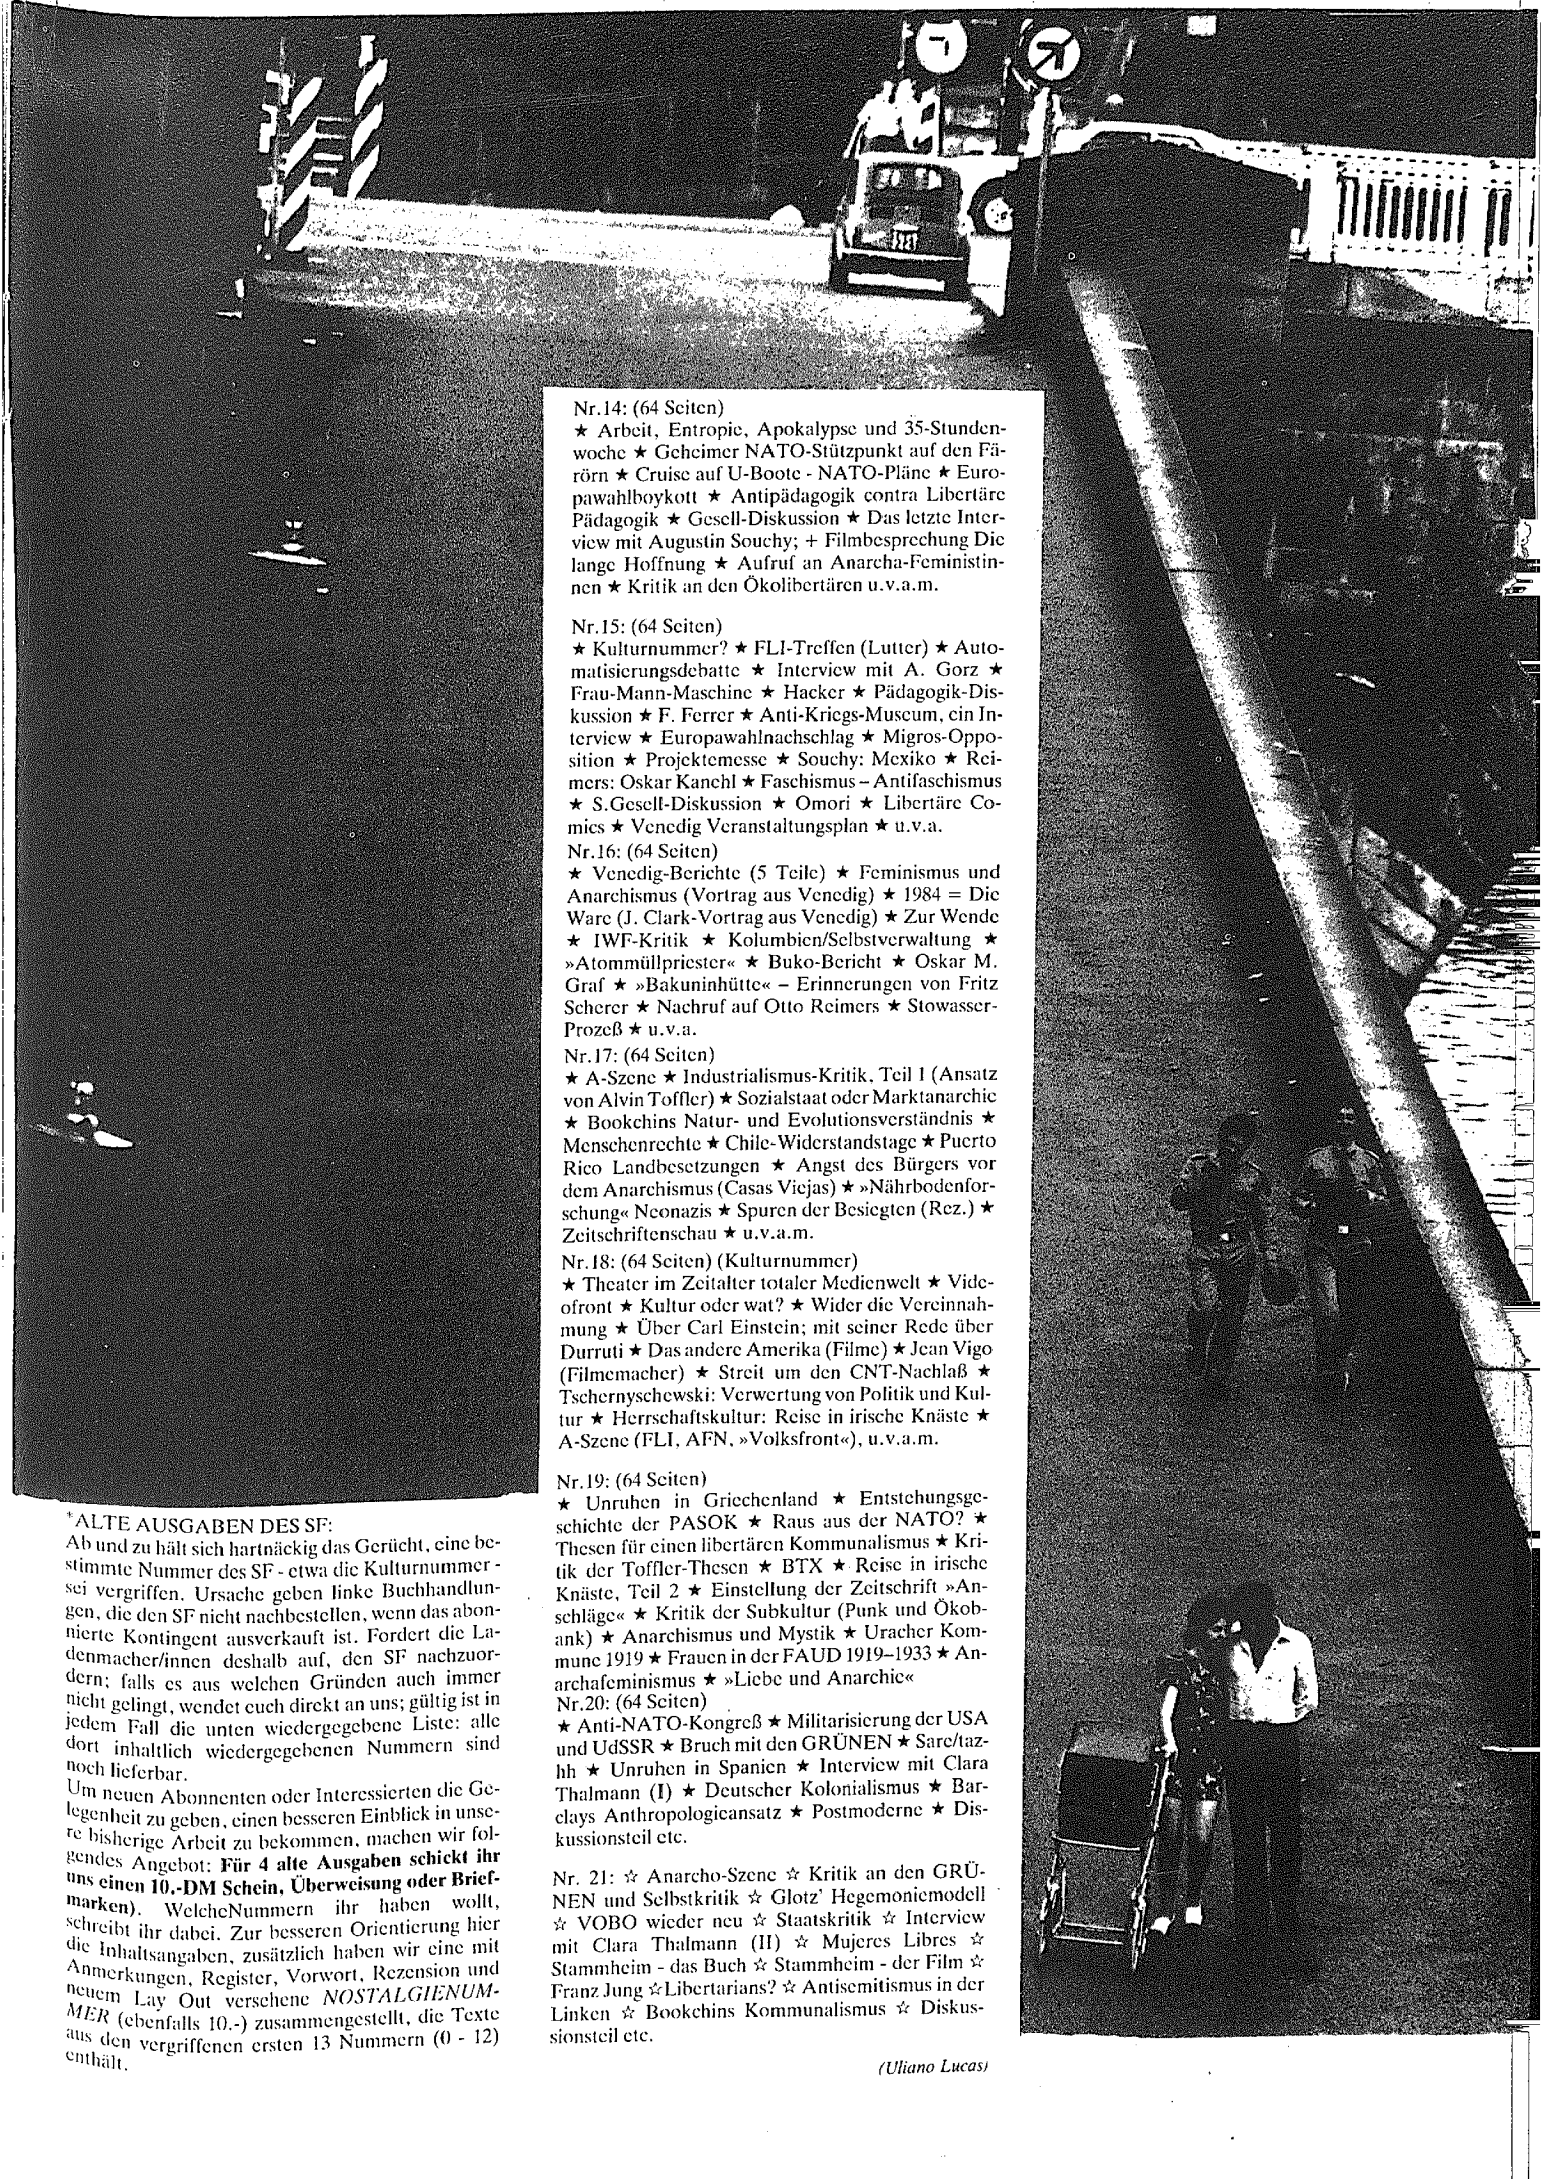 *ALTE AUSGABEN DES SF:
Ab und zu hält sich hartnäckig das Gerücht, eine be-
stimmte Nummer des SF - etwa die Kulturnummer -
sei vergriffen. Ursache geben linke Buchhandlun-
gen, die den SF nicht nachbestellen, wenn das abon-
nierte Kontingent ausverkauft ist. Fordert die La-
denmacher/innen deshalb auf, den SF nachzuor-
dern; falls es aus welchen Gründen auch immer
nicht gelingt, wendet euch direkt an uns; gültig ist in
jedem Fall die unten wiedergegebene Liste: alle
dort inhaltlich wiedergegebenen Nummern sind
noch lieferbar.
Um neuen Abonnenten oder Interessierten die Ge-
legenheit zu geben, einen besseren Einblick in unse-
re bisherige Arbeit zu bekommen, machen wir fol-
gendes Angebot: Für 4 alte Ausgaben schickt ihr
uns einen 10.-DM Schein, Überweisung oder Brief-
marken). WelcheNummern ihr haben wollt,
schreibt ihr dabei. Zur besseren Orientierung hier
die Inhaltsangaben, zusätzlich haben wir eine mit
Anmerkungen, Register, Vorwort, Rezension und
neuem Lay Out versehene NOSTALGIENUM-
MER (ebenfalls 10.-) zusammengestellt, die Texte
aus den vergriffenen ersten 13 Nummern (0 - 12)
enthält.
Nr.14: (64 Seiten)
★ Arbeit, Entropie, Apokalypse und 35-Stunden-
woche ★ Geheimer NATO-Stützpunkt auf den Fä-
rörn ★ Cruise auf U-Boote - NATO-Pläne ★ Euro-
pawahlboykott ★ Antipädagogik contra Libertäre
Pädagogik ★ Gesell-Diskussion ★ Das letzte Inter-
view mit Augustin Souchy; + Filmbesprechung Die
lange Hoffnung ★ Aufruf an Anarcha-Feministin-
nen ★ Kritik an den Ökolibertären u.v.a.m.
Nr.15: (64 Seiten)
★ Kulturnummer? ★ FLI-Treffen (Lutter) ★ Auto-
matisierungsdebatte ★ Interview mit A. Gorz ★
Frau-Mann-Maschine ★ Hacker ★ Pädagogik-Dis-
kussion ★ F. Ferrer ★ Anti-Kriegs-Museum, ein In-
terview ★ Europawahlnachschlag ★ Migros-Oppo-
sition ★ Projektemesse ★ Souchy: Mexiko ★ Rei-
mers: Oskar Kanehl ★ Faschismus – Antifaschismus
★ S.Gesell-Diskussion ★ Omori ★ Libertäre Co-
mics ★ Venedig Veranstaltungsplan ★ u.v.a.
Nr.16: (64 Seiten)
★ Venedig-Berichte (5 Teile) ★ Feminismus und
Anarchismus (Vortrag aus Venedig) ★ 1984 = Die
Ware (J. Clark-Vortrag aus Venedig) ★ Zur Wende
★ IWF-Kritik ★ Kolumbien/Selbstverwaltung ★
»Atommüllpriester« ★ Buko-Bericht ★ Oskar M.
Graf ★ »Bakuninhütte« – Erinnerungen von Fritz
Scherer ★ Nachruf auf Otto Reimers ★ Stowasser-
Prozeß ★ u.v.a.
Nr.17: (64 Seiten)
★ A-Szene ★ Industrialismus-Kritik, Teil 1 (Ansatz
von Alvin Toffler) ★ Sozialstaat oder Marktanarchie
★ Bookchins Natur- und Evolutionsverständnis ★
Menschenrechte ★ Chile-Widerstandstage ★ Puerto
Rico Landbesetzungen ★ Angst des Bürgers vor
dem Anarchismus (Casas Viejas) ★ »Nährbodenfor-
schung« Neonazis ★ Spuren der Besiegten (Rez.) ★
Zeitschriftenschau ★ u.v.a.m.
Nr.18: (64 Seiten) (Kulturnummer)
★ Theater im Zeitalter totaler Medienwelt ★ Vide-
ofront ★ Kultur oder wat? ★ Wider die Vereinnah-
mung ★ Über Carl Einstein; mit seiner Rede über
Durruti ★ Das andere Amerika (Filme) ★ Jean Vigo
(Filmemacher) ★ Streit um den CNT-Nachlaß ★
Tschernyschewski: Verwertung von Politik und Kul-
tur ★ Herrschaftskultur: Reise in irische Knäste ★
A-Szene (FLI, AFN, »Volksfront«), u.v.a.m.
Nr.19: (64 Seiten)
★ Unruhen in Griechenland ★ Entstehungsge-
schichte der PASOK ★ Raus aus der NATO? ★
Thesen für einen libertären Kommunalismus ★ Kri-
tik der Toffler-Thesen ★ BTX ★ Reise in irische
Knäste, Teil 2 ★ Einstellung der Zeitschrift »An-
schläge« ★ Kritik der Subkultur (Punk und Ökob-
ank) ★ Anarchismus und Mystik ★ Uracher Kom-
mune 1919 ★ Frauen in der FAUD 1919–1933 ★ An-
archafeminismus ★ »Liebe und Anarchie«
Nr.20: (64 Seiten)
★ Anti-NATO-Kongreß ★ Militarisierung der USA
und UdSSR ★ Bruch mit den GRÜNEN ★ Sare/taz-
hh ★ Unruhen in Spanien ★ Interview mit Clara
Thalmann (I) ★ Deutscher Kolonialismus ★ Bar-
clays Anthropologieansatz ★ Postmoderne ★ Dis-
kussionsteil etc.
Nr. 21: ☆ Anarcho-Szene ☆ Kritik an den GRÜ-
NEN und Selbstkritik ☆ Glotz' Hegemoniemodell
☆ VOBO wieder neu ☆ Staatskritik ☆ Interview
mit Clara Thalmann (II) ☆ Mujeres Libres ☆
Stammheim - das Buch ☆ Stammheim - der Film ☆
Franz Jung ☆Libertarians? ☆ Antisemitismus in der
Linken ☆ Bookchins Kommunalismus ☆ Diskus-
sionsteil etc.
(Uliano Lucas)